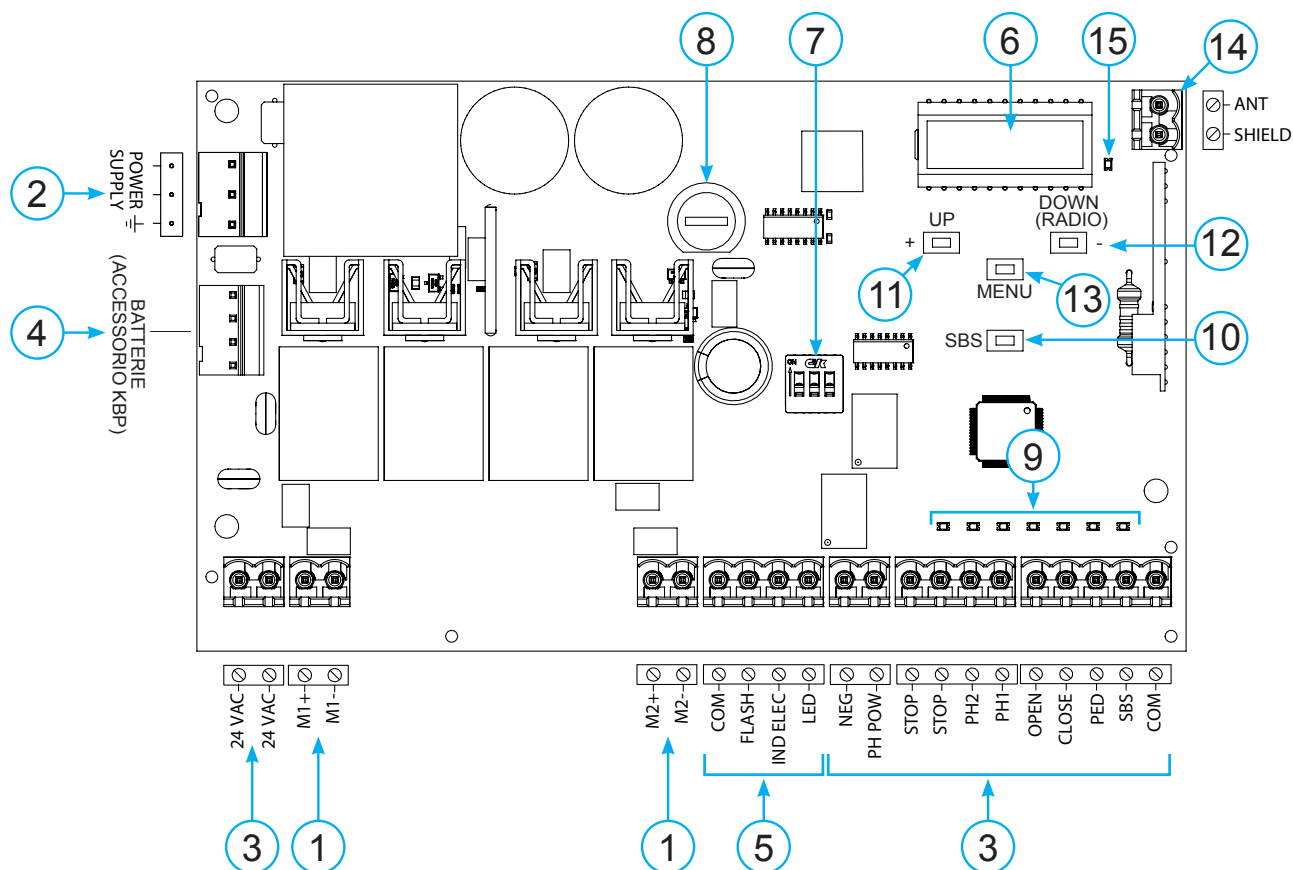 8
7
6
15
14
ANT
SHIELD
2
POWER
SUPPLY
UP
+
DOWN
(RADIO)
-
12
11
MENU
13
4
BATTERIE
(ACCESSORIO KBP)
SBS
10
ON
9
24 VAC
24 VAC
M1+
M1-
M2+
M2-
COM
FLASH
IND ELEC
LED
NEG
PH POW
STOP
STOP
PH2
PH1
OPEN
CLOSE
PED
SBS
COM
3
1
1
5
3